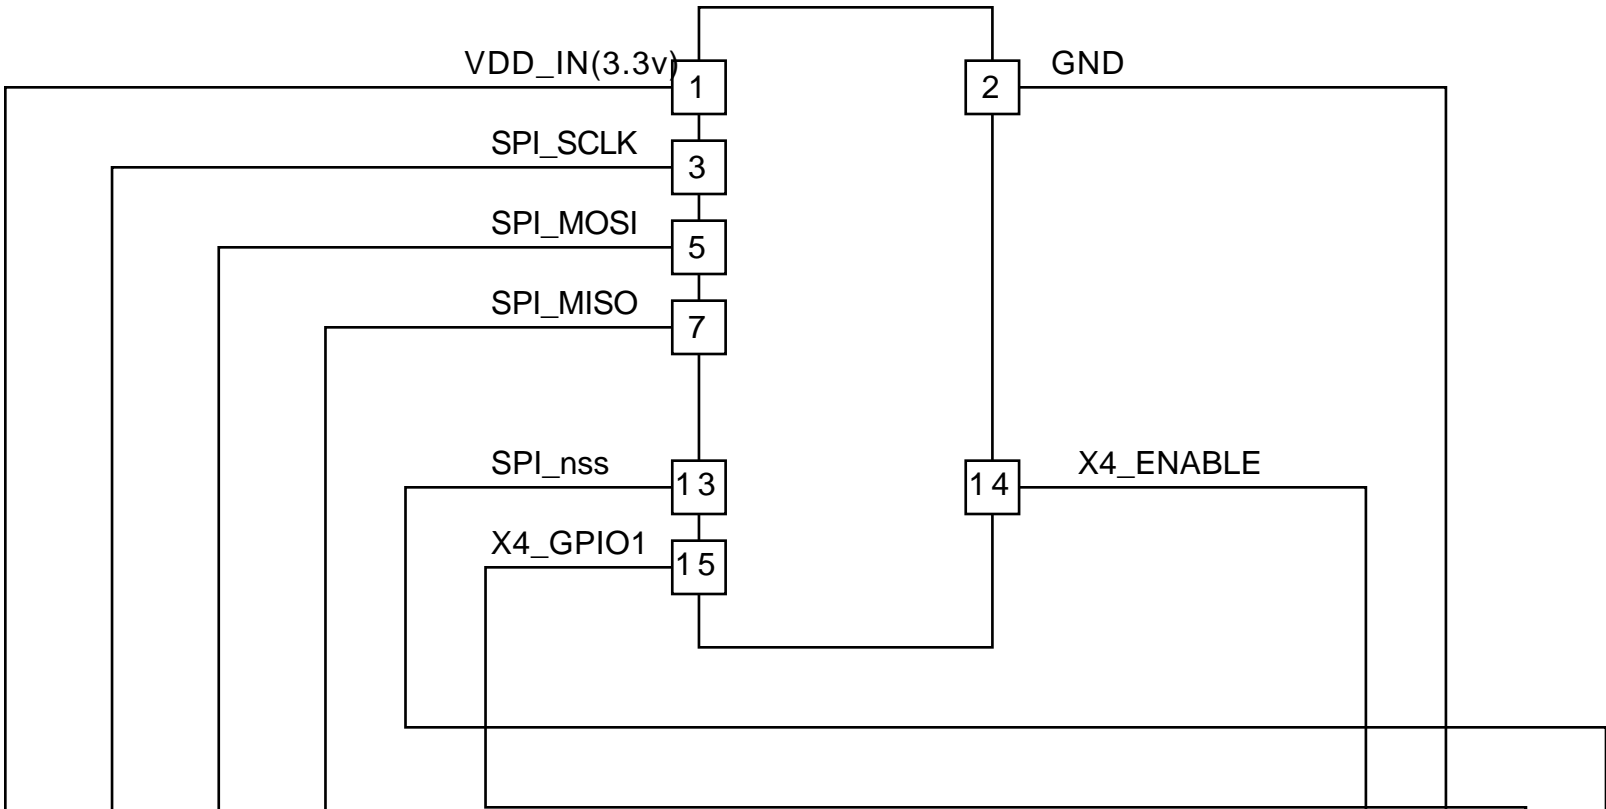 VDD_IN(3.3v)
1
2
GND
SPI_SCLK
3
SPI_MOSI
5
SPI_MISO
7
SPI_nss
13
14
X4_ENABLE
X4_GPIO1
15